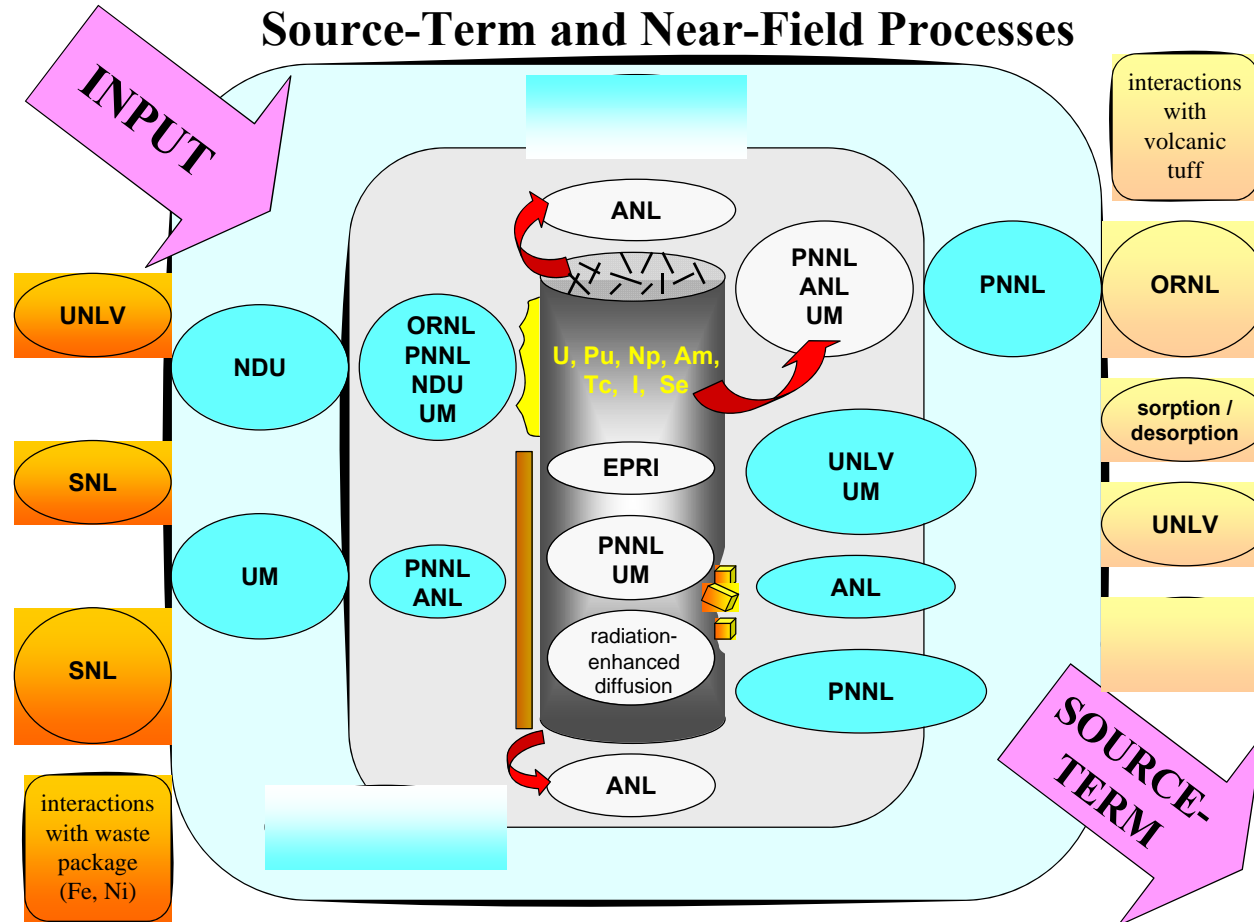 Source-Term and Near-Field Processes
INPUT
interactions
with
volcanic
tuff
ANL
PNNL
ANL
UM
PNNL
ORNL
UNLV
NDU
ORNL
PNNL
NDU
UM
U, Pu, Np, Am,
Tc, I, Se
sorption /
desorption
SNL
EPRI
UNLV
UM
UNLV
UM
PNNL
ANL
PNNL
UM
ANL
SNL
radiation-
enhanced
diffusion
PNNL
ANL
SOURCE-
TERM
interactions
with waste
package
(Fe, Ni)